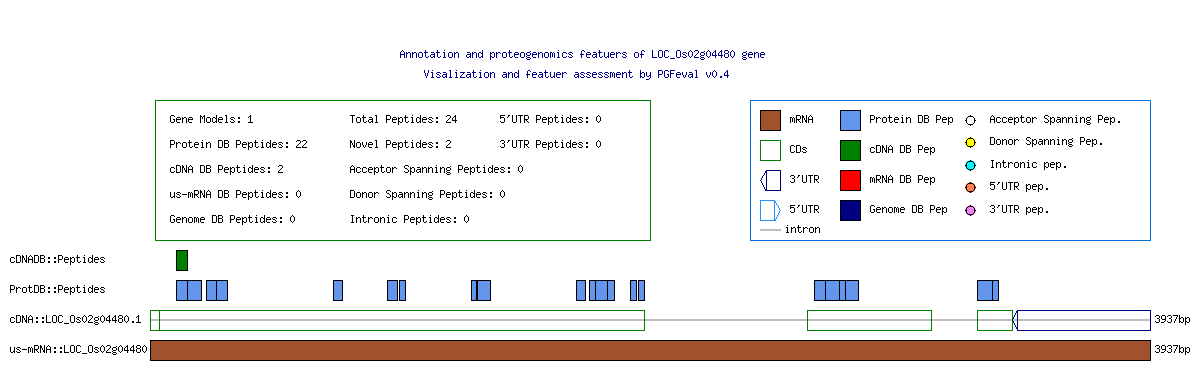 Annotation and proteogenomics featuers of LOC_Os02g04480 gene
Visalization and featuer assessment by PGFeval v0.4
Gene Models: 1
Total Peptides: 24
5'UTR Peptides: 0
Protein DB Peptides: 22
Novel Peptides: 2
3'UTR Peptides: 0
cDNA DB Peptides: 2
Acceptor Spanning Peptides: 0
us-mRNA DB Peptides: 0
Donor Spanning Peptides: 0
Genome DB Peptides: 0
Intronic Peptides: 0
mRNA
Protein DB Pep
Acceptor Spanning Pep.
CDs
cDNA DB Pep
Donor Spanning Pep.
Intronic pep.
3'UTR
mRNA DB Pep
5'UTR pep.
5'UTR
Genome DB Pep
3'UTR pep.
intron
cDNADB::Peptides
ProtDB::Peptides
cDNA::LOC_Os02g04480.1
3937bp
us-mRNA::LOC_Os02g04480
3937bp